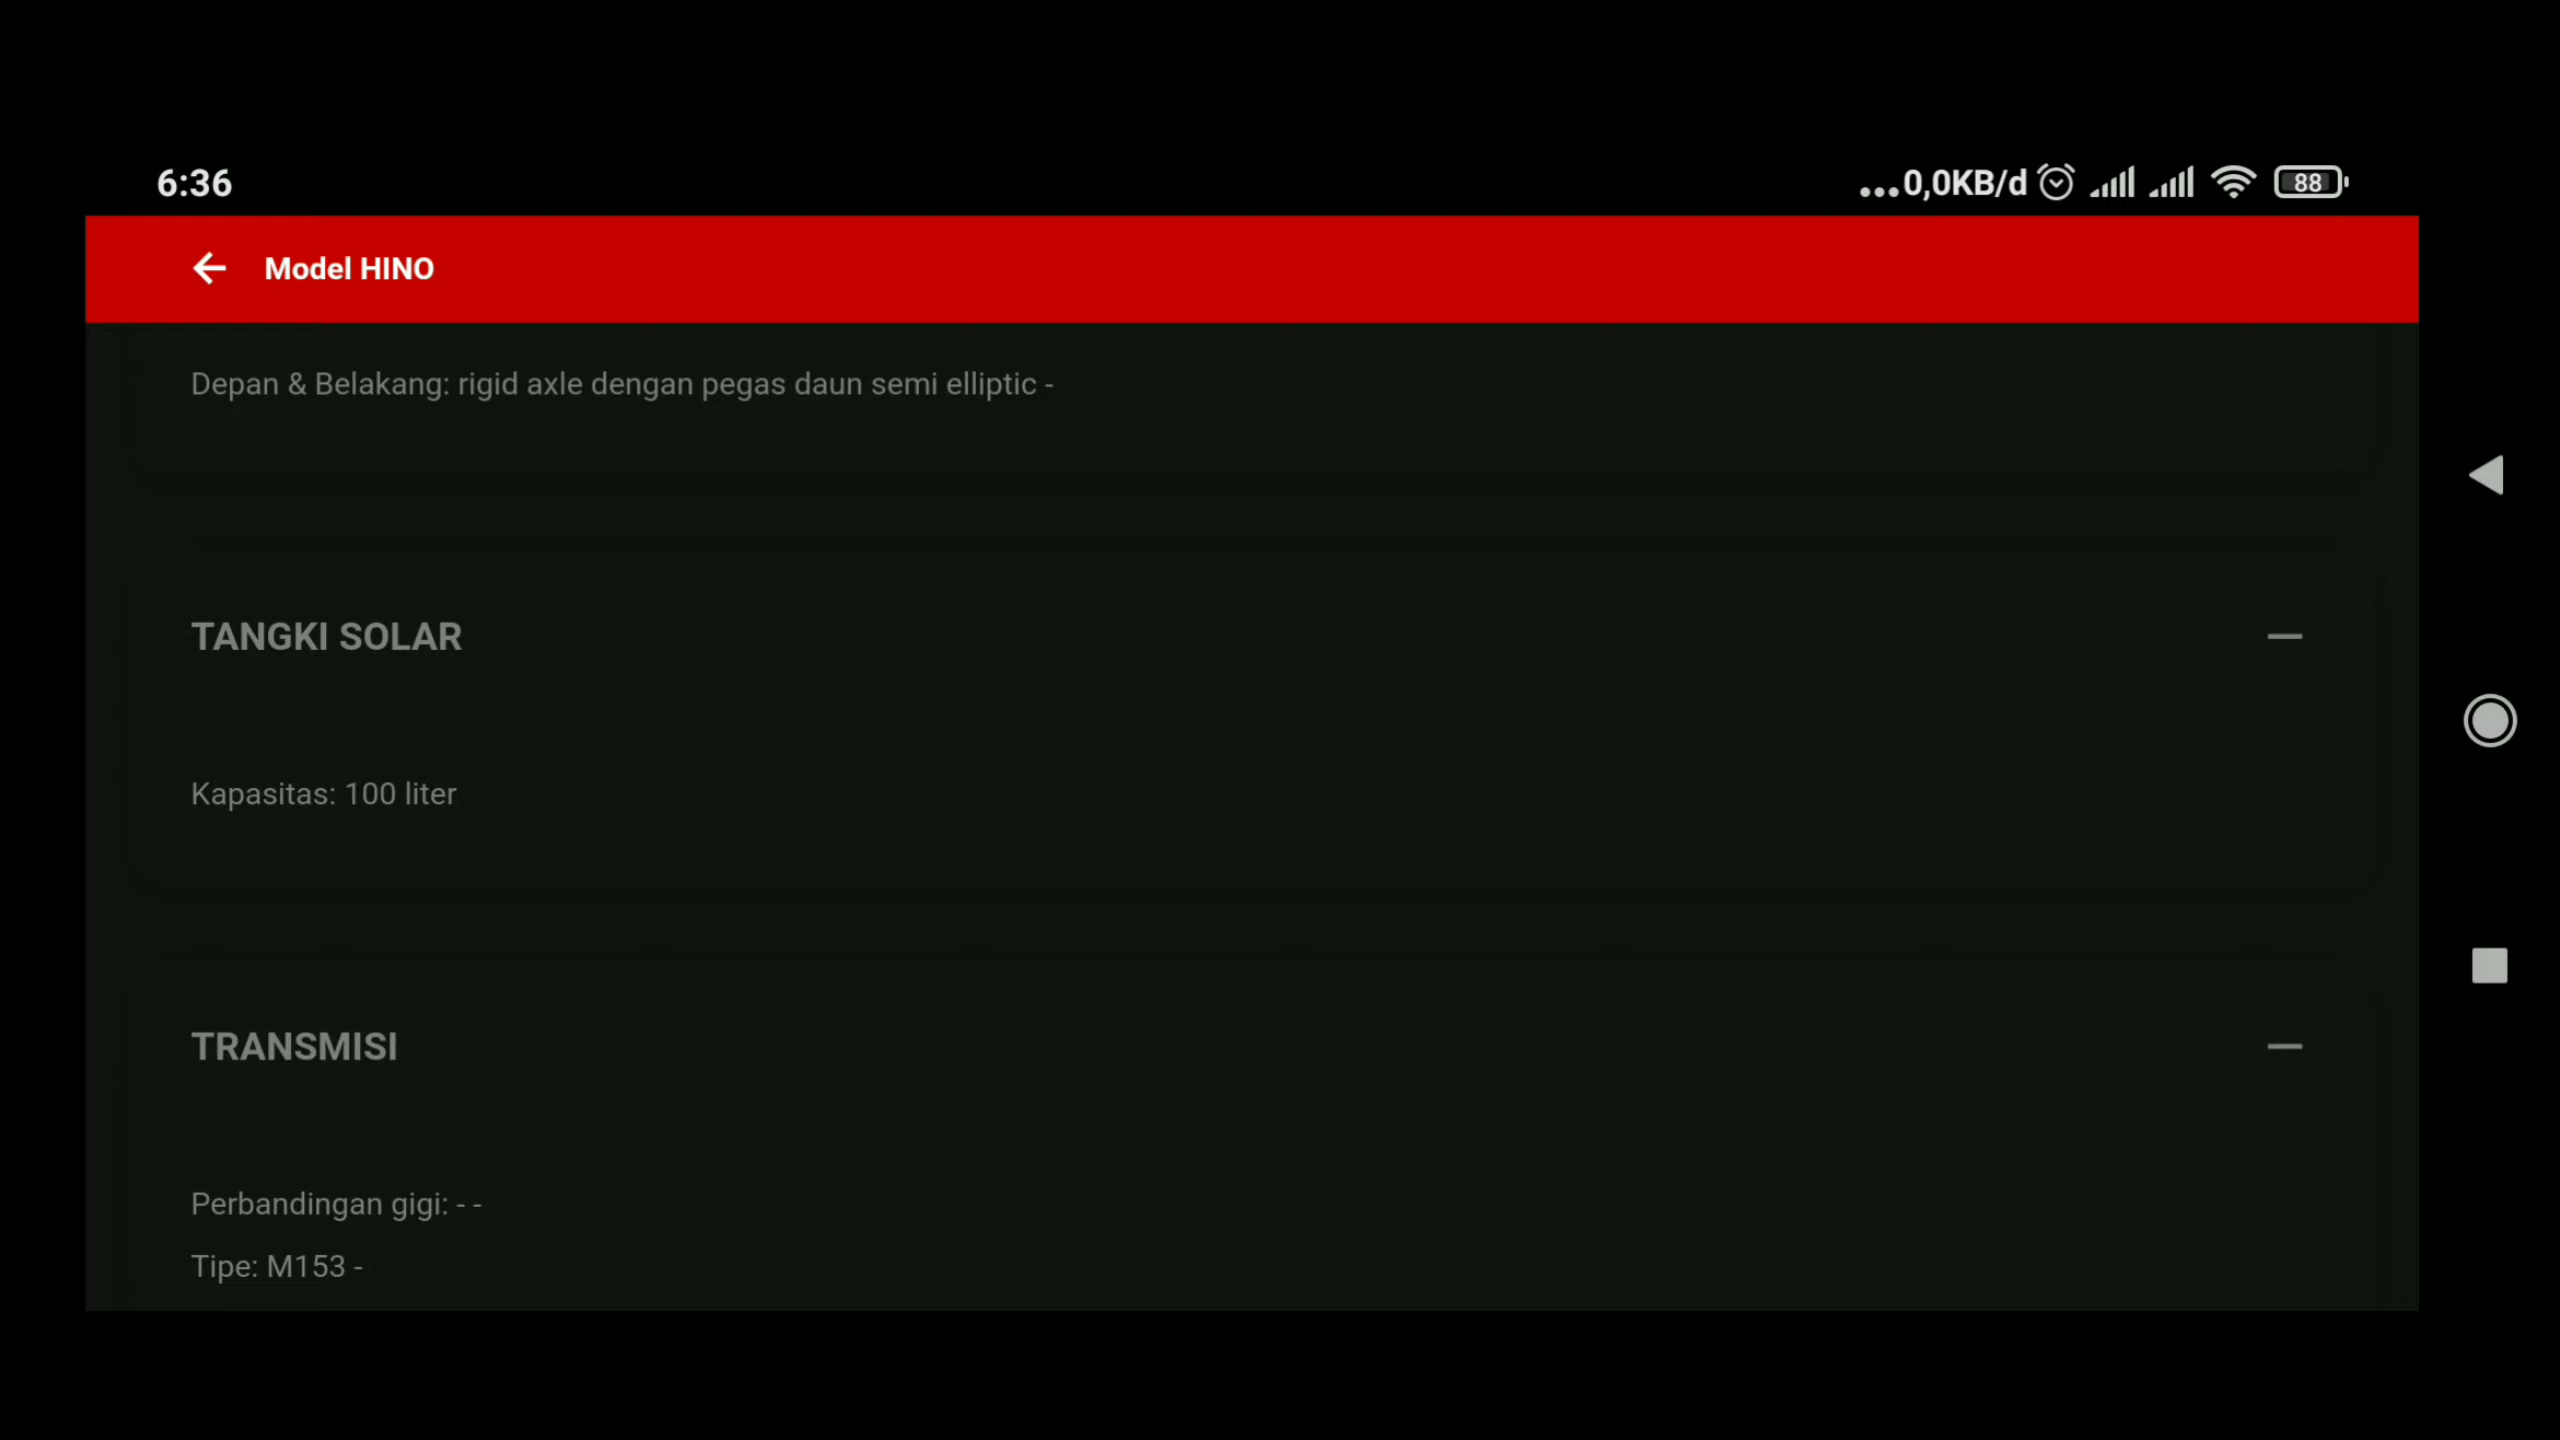 6:36
...0,0KB/d 88
Model HINO
Depan & Belakang: rigid axle dengan pegas daun semi elliptic -
TANGKI SOLAR
Kapasitas: 100 liter
TRANSMISI
Perbandingan gigi: - -
Tipe: M153 -